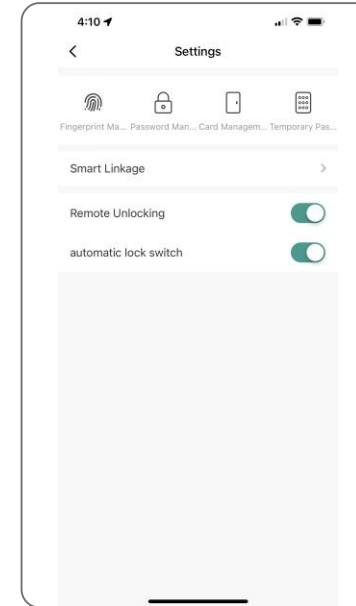 4:10
Settings
Fingerprint Ma... Password Man... Card Managem... Temporary Pas...
Smart Linkage
Remote Unlocking
automatic lock switch